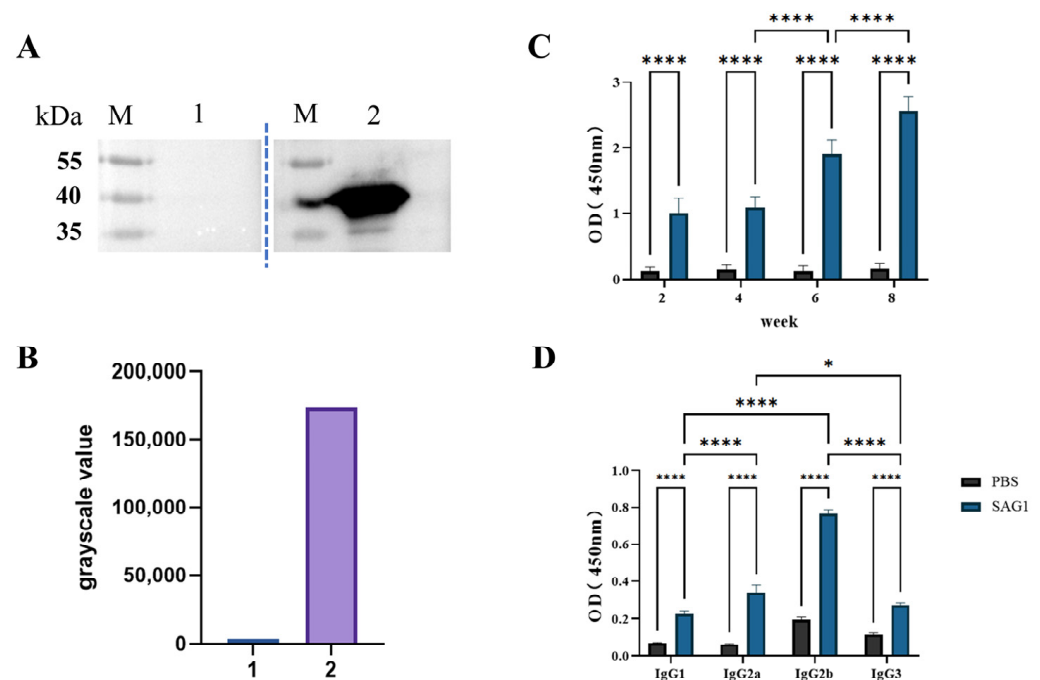 A
kDa M 1 M 2
55
40
35
B
200,000
150,000
100,000
50,000
0
grayscale value
1 2
C
**** ****
**** **** **** ****
3
2
1
0
OD( 450nm)
2 4 6 8
week
D
*
****
**** ****
**** **** **** ****
1.0
0.8
0.6
0.4
0.2
0.0
OD( 450nm)
IgG1 IgG2a IgG2b IgG3
PBS
SAG1